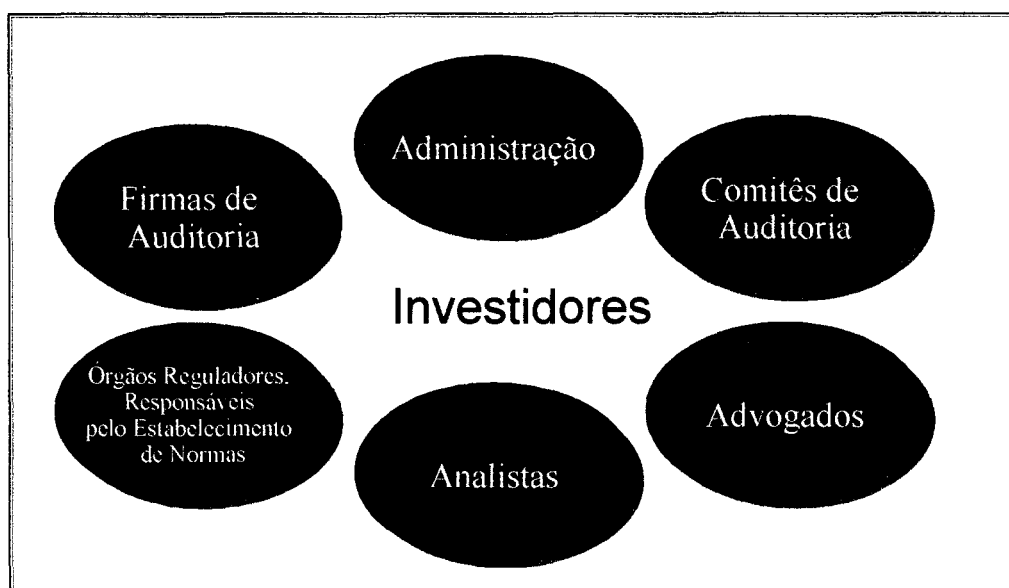 Administração
Firmas de
Auditoria
Comitês de
Auditoria
Investidores
Órgãos Reguladores.
Responsáveis
pelo Estabelecimento
de Normas
Advogados
Analistas